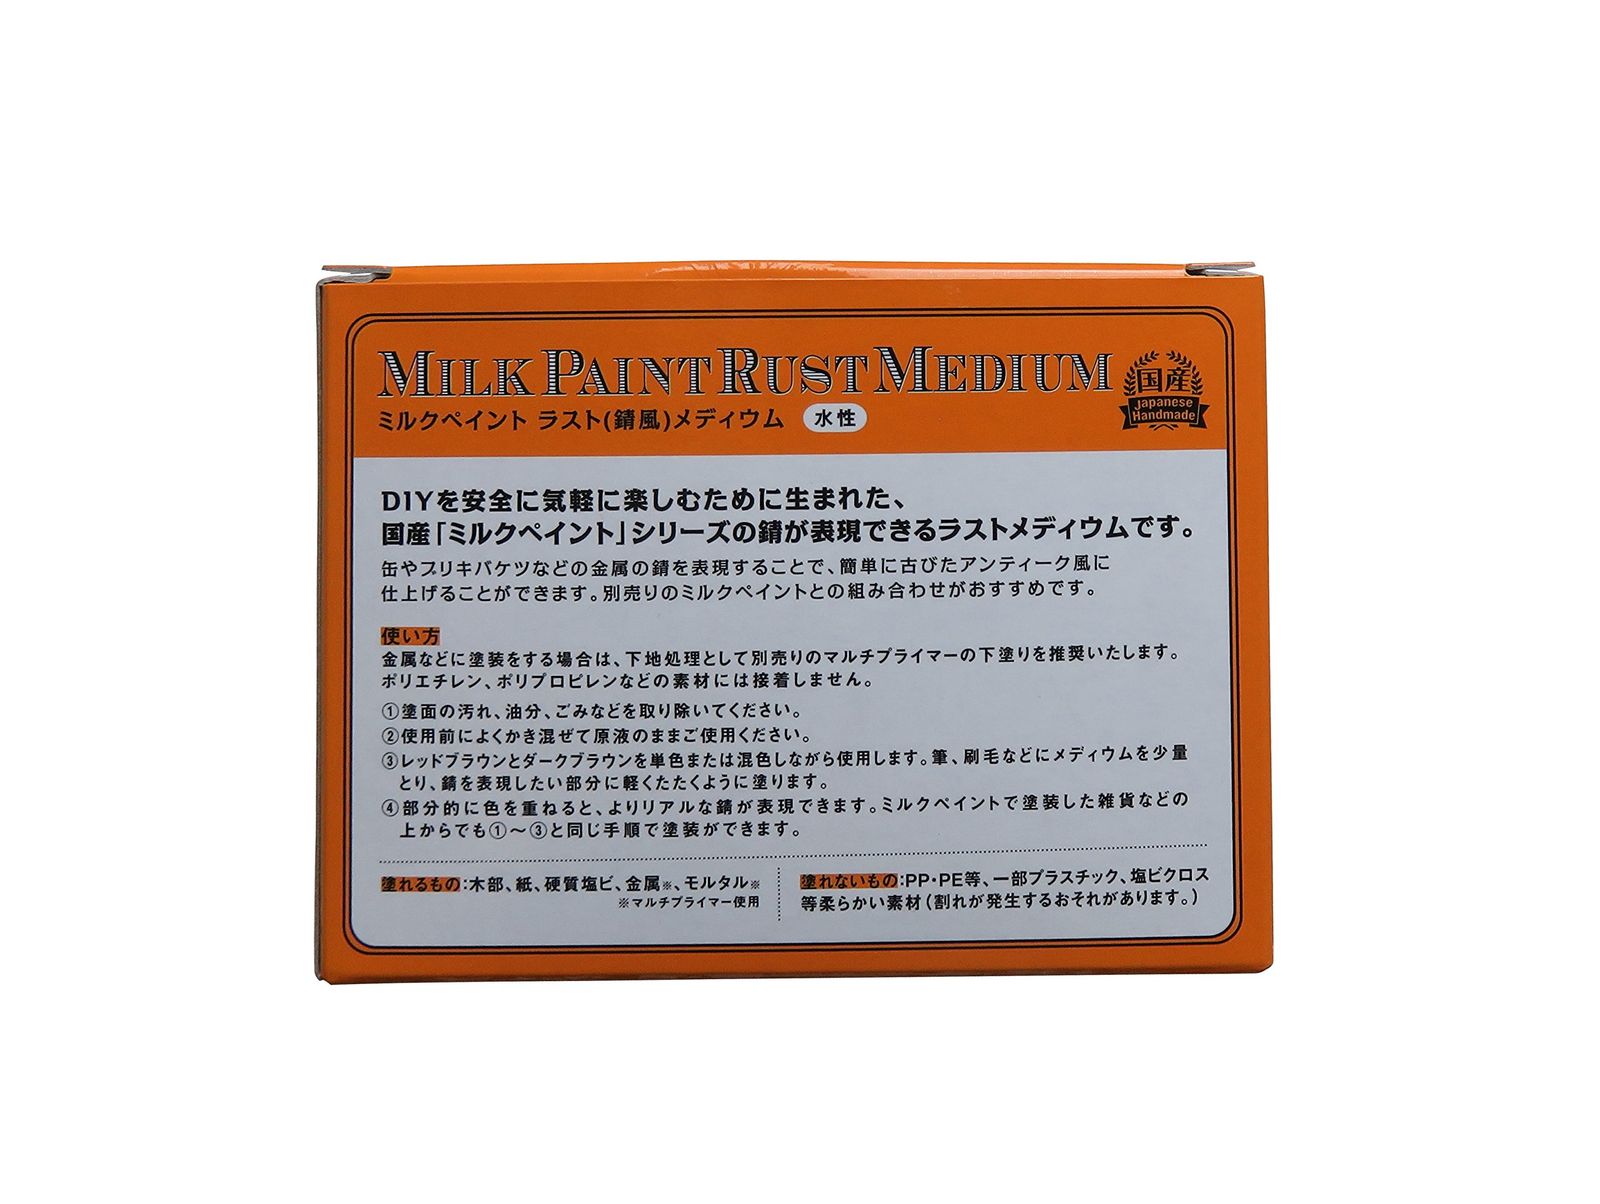 MILK PAINT RUST MEDIUM
国産
Japanese
Handmade
ミルクペイント ラスト(錆風)メディウム 水性
DIYを安全に気軽に楽しむために生まれた、
国産「ミルクペイント」シリーズの錆が表現できるラストメディウムです。
缶やブリキバケツなどの金属の錆を表現することで、簡単に古びたアンティーク風に
仕上げることができます。別売りのミルクペイントとの組み合わせがおすすめです。
使い方
金属などに塗装をする場合は、下地処理として別売りのマルチプライマーの下塗りを推奨いたします。
ポリエチレン、ポリプロピレンなどの素材には接着しません。
①塗面の汚れ、油分、ごみなどを取り除いてください。
②使用前によくかき混ぜて原液のままご使用ください。
③レッドブラウンとダークブラウンを単色または混色しながら使用します。筆、刷毛などにメディウムを少量
とり、錆を表現したい部分に軽くたたくように塗ります。
④部分的に色を重ねると、よりリアルな錆が表現できます。ミルクペイントで塗装した雑貨などの
上からでも①～③と同じ手順で塗装ができます。
塗れるもの:木部、紙、硬質塩ビ、金属※、モルタル※
※マルチプライマー使用
塗れないもの:PP・PE等、一部プラスチック、塩ビクロス
等柔らかい素材(割れが発生するおそれがあります。)